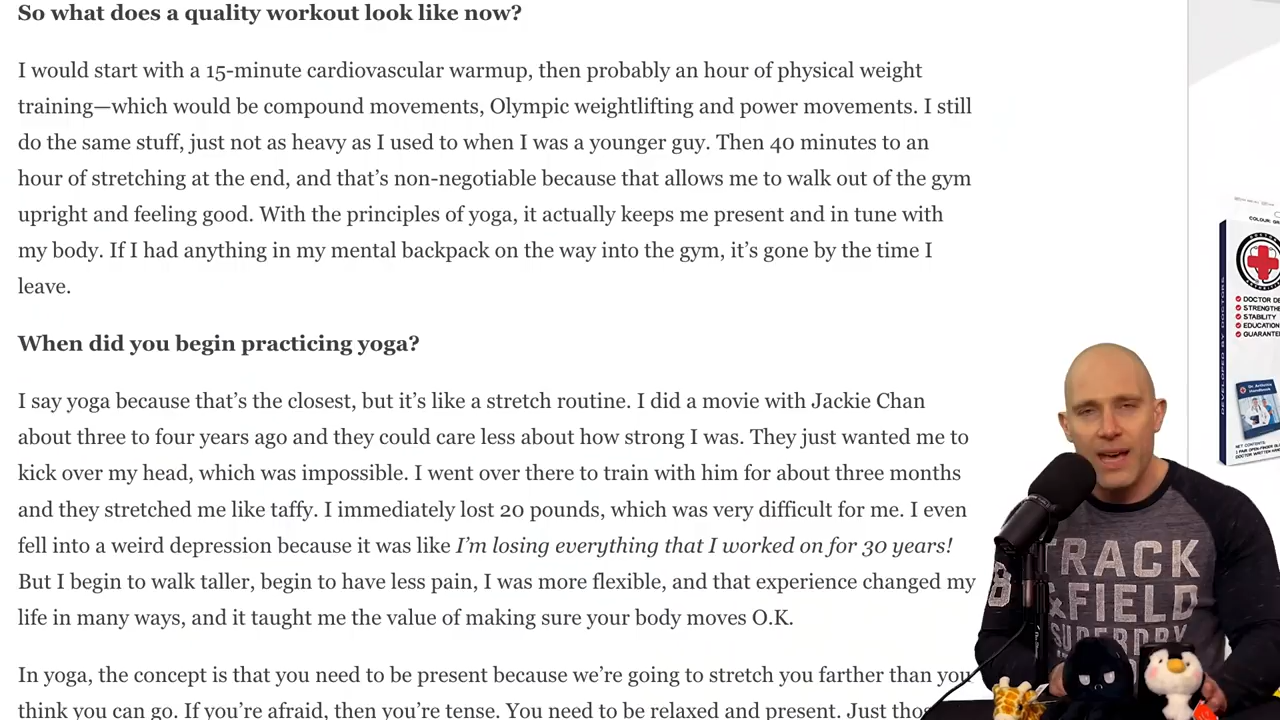 So what does a quality workout look like now?
I would start with a 15-minute cardiovascular warmup, then probably an hour of physical weight
training—which would be compound movements, Olympic weightlifting and power movements. I still
do the same stuff, just not as heavy as I used to when I was a younger guy. Then 40 minutes to an
hour of stretching at the end, and that’s non-negotiable because that allows me to walk out of the gym
upright and feeling good. With the principles of yoga, it actually keeps me present and in tune with
my body. If I had anything in my mental backpack on the way into the gym, it’s gone by the time I
leave.
When did you begin practicing yoga?
I say yoga because that’s the closest, but it’s like a stretch routine. I did a movie with Jackie Chan
about three to four years ago and they could care less about how strong I was. They just wanted me to
kick over my head, which was impossible. I went over there to train with him for about three months
and they stretched me like taffy. I immediately lost 20 pounds, which was very difficult for me. I even
fell into a weird depression because it was like I’m losing everything that I worked on for 30 years!
But I begin to walk taller, begin to have less pain, I was more flexible, and that experience changed my
life in many ways, and it taught me the value of making sure your body moves O.K.
In yoga, the concept is that you need to be present because we’re going to stretch you farther than you
think you can go. If you’re afraid, then you’re tense. You need to be relaxed and present. Just
COLOUR:
DOCTOR
STABILITY
DEVELOPED BY DOCTORS
TRACK
&FIELD
SUPERDRY